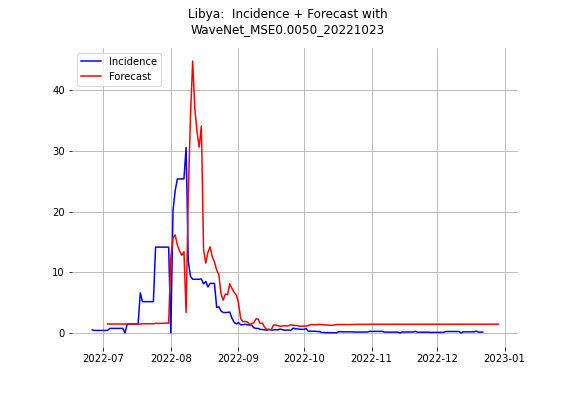 Libya:  Incidence + Forecast with
WaveNet_MSE0.0050_20221023
Incidence
Forecast
40
30
20
10
0
2022-07 2022-08 2022-09 2022-10 2022-11 2022-12 2023-01